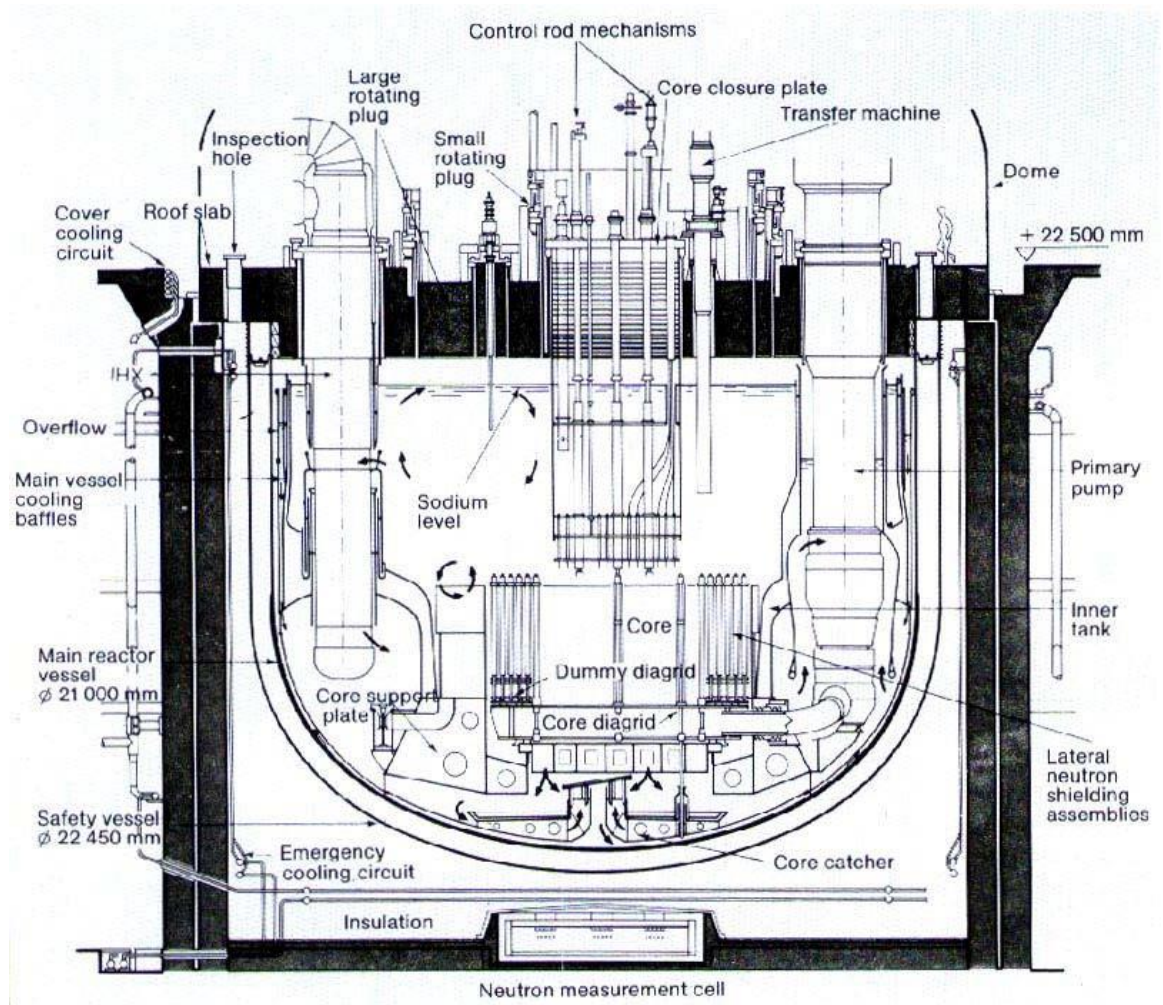 Control rod mechanisms
Large
rotating
plug
Core closure plate
Transfer machine
Inspection
hole
Small
rotating
plug
Dome
Cover
cooling
circuit
Roof slab
+ 22 500 mm
IHX
Overflow
Main vessel
cooling
baffles
Sodium
level
Primary
pump
Core
Inner
tank
Main reactor
vessel
ø 21 000 mm
Dummy diagrid
Core support
plate
Core diagrid
Lateral
neutron
shielding
assemblies
Safety vessel
ø 22 450 mm
Emergency
cooling circuit
Core catcher
Insulation
Neutron measurement cell